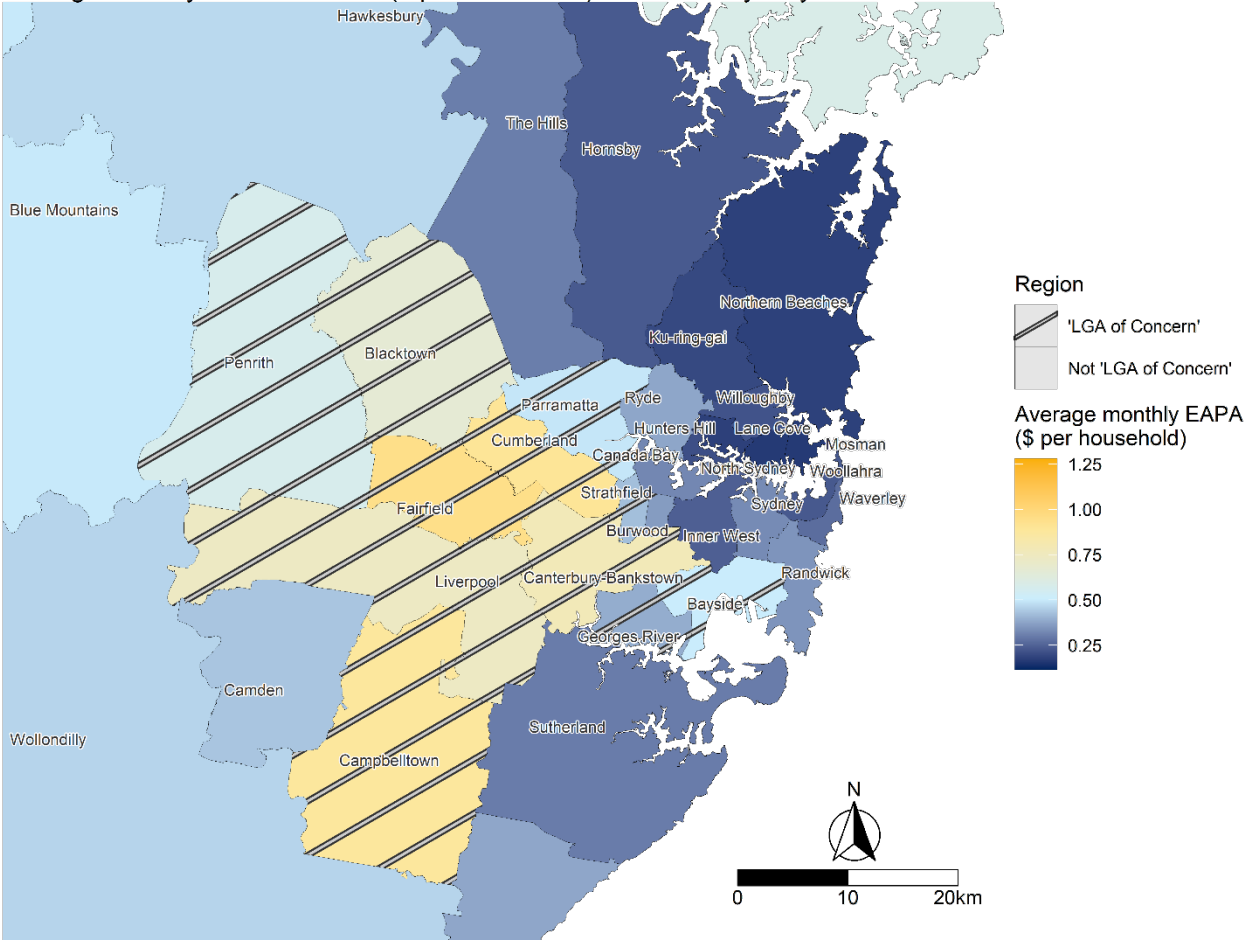 Hawkesbury
The Hills
Hornsby
Blue Mountains
Northern Beaches
Ku-ring-gai
Penrith
Blacktown
Parramatta
Ryde
Willoughby
Hunters Hill
Lane Cove
Mosman
Cumberland
Canada Bay
North Sydney
Woollahra
Strathfield
Sydney
Waverley
Fairfield
Burwood
Inner West
Liverpool
Canterbury-Bankstown
Randwick
Bayside
Georges River
Camden
Sutherland
Wollondilly
Campbelltown
Region
'LGA of Concern'
Not 'LGA of Concern'
Average monthly EAPA
($ per household)
1.25
1.00
0.75
0.50
0.25
N
0 10 20km